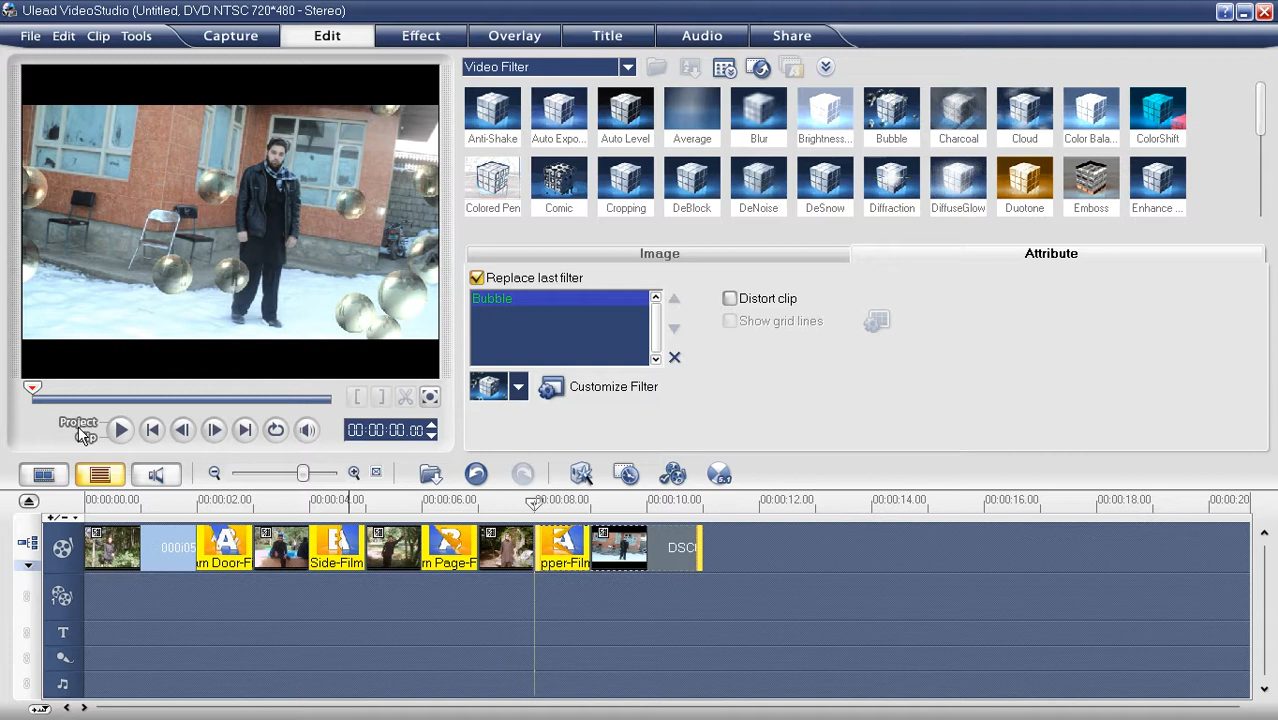 Ulead VideoStudio (Untitled, DVD NTSC 720*480 - Stereo)
File Edit Clip Tools Capture Edit Effect Overlay Title Audio Share
Video Filter
Anti-Shake Auto Expo... Auto Level Average Blur Brightness... Bubble Charcoal Cloud Color Bala... ColorShift
Colored Pen Comic Cropping DeBlock DeNoise DeSnow Diffraction DiffuseGlow Duotone Emboss Enhance ...
Image Attribute
Replace last filter
Bubble
Distort clip
Show grid lines
Customize Filter
Project
00:00:00.00
5.1
00:00:00.00 00:00:02.00 00:00:04.00 00:00:06.00 00:00:08.00 00:00:10.00 00:00:12.00 00:00:14.00 00:00:16.00 00:00:18.00 00:00:20
000i05 DSC
m Door-F Side-Film m Page-F pper-Film
T